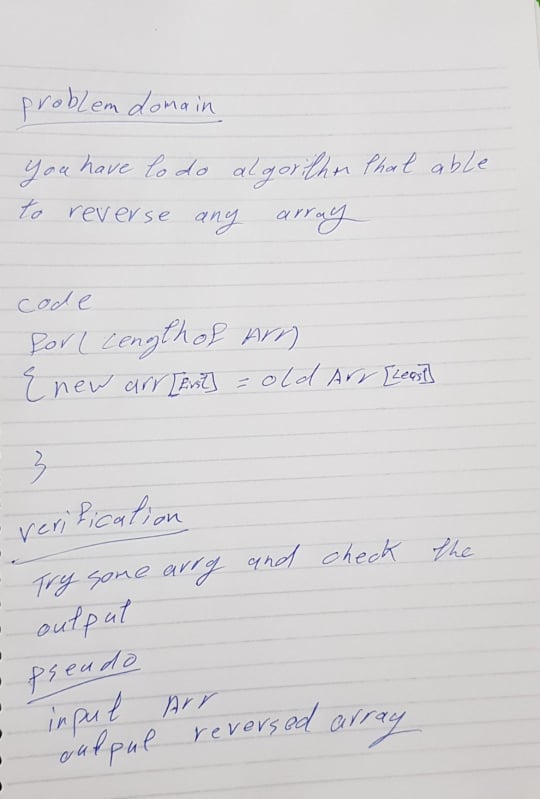 problem domain
you have to do algorithm that able
to reverse any array
code
for( Length of Arr)
{ new arr [First] = old Arr [Least]
}
verification
Try some arry and check the
output
pseudo
input Arr
output reversed array